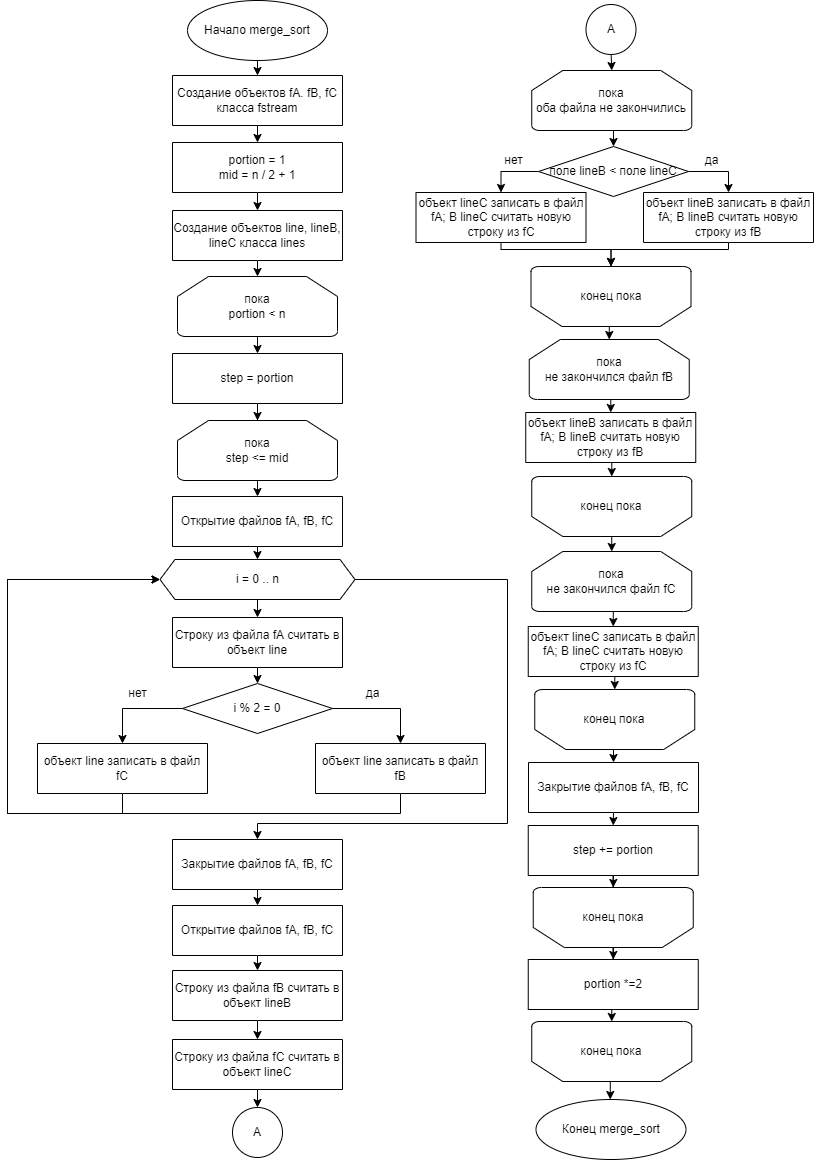 Начало merge_sort
Создание объектов fA. fB, fC
класса fstream
portion = 1
mid = n / 2 + 1
Создание объектов line, lineB,
lineC класса lines
пока
portion < n
step = portion
пока
step <= mid
Открытие файлов fA, fB, fC
i = 0 .. n
Строку из файла fA считать в
объект line
нет
да
i % 2 = 0
объект line записать в файл
fC
объект line записать в файл
fB
Закрытие файлов fA, fB, fC
Открытие файлов fA, fB, fC
Строку из файла fB считать в
объект lineB
Строку из файла fC считать в
объект lineC
A
A
пока
оба файла не закончились
нет
да
поле lineB < поле lineC
объект lineC записать в файл
fA; В lineC считать новую
строку из fC
объект lineB записать в файл
fA; В lineB считать новую
строку из fB
конец пока
пока
не закончился файл fB
объект lineB записать в файл
fA; В lineB считать новую
строку из fB
конец пока
пока
не закончился файл fC
объект lineC записать в файл
fA; В lineC считать новую
строку из fC
конец пока
Закрытие файлов fA, fB, fC
step += portion
конец пока
portion *=2
конец пока
Конец merge_sort